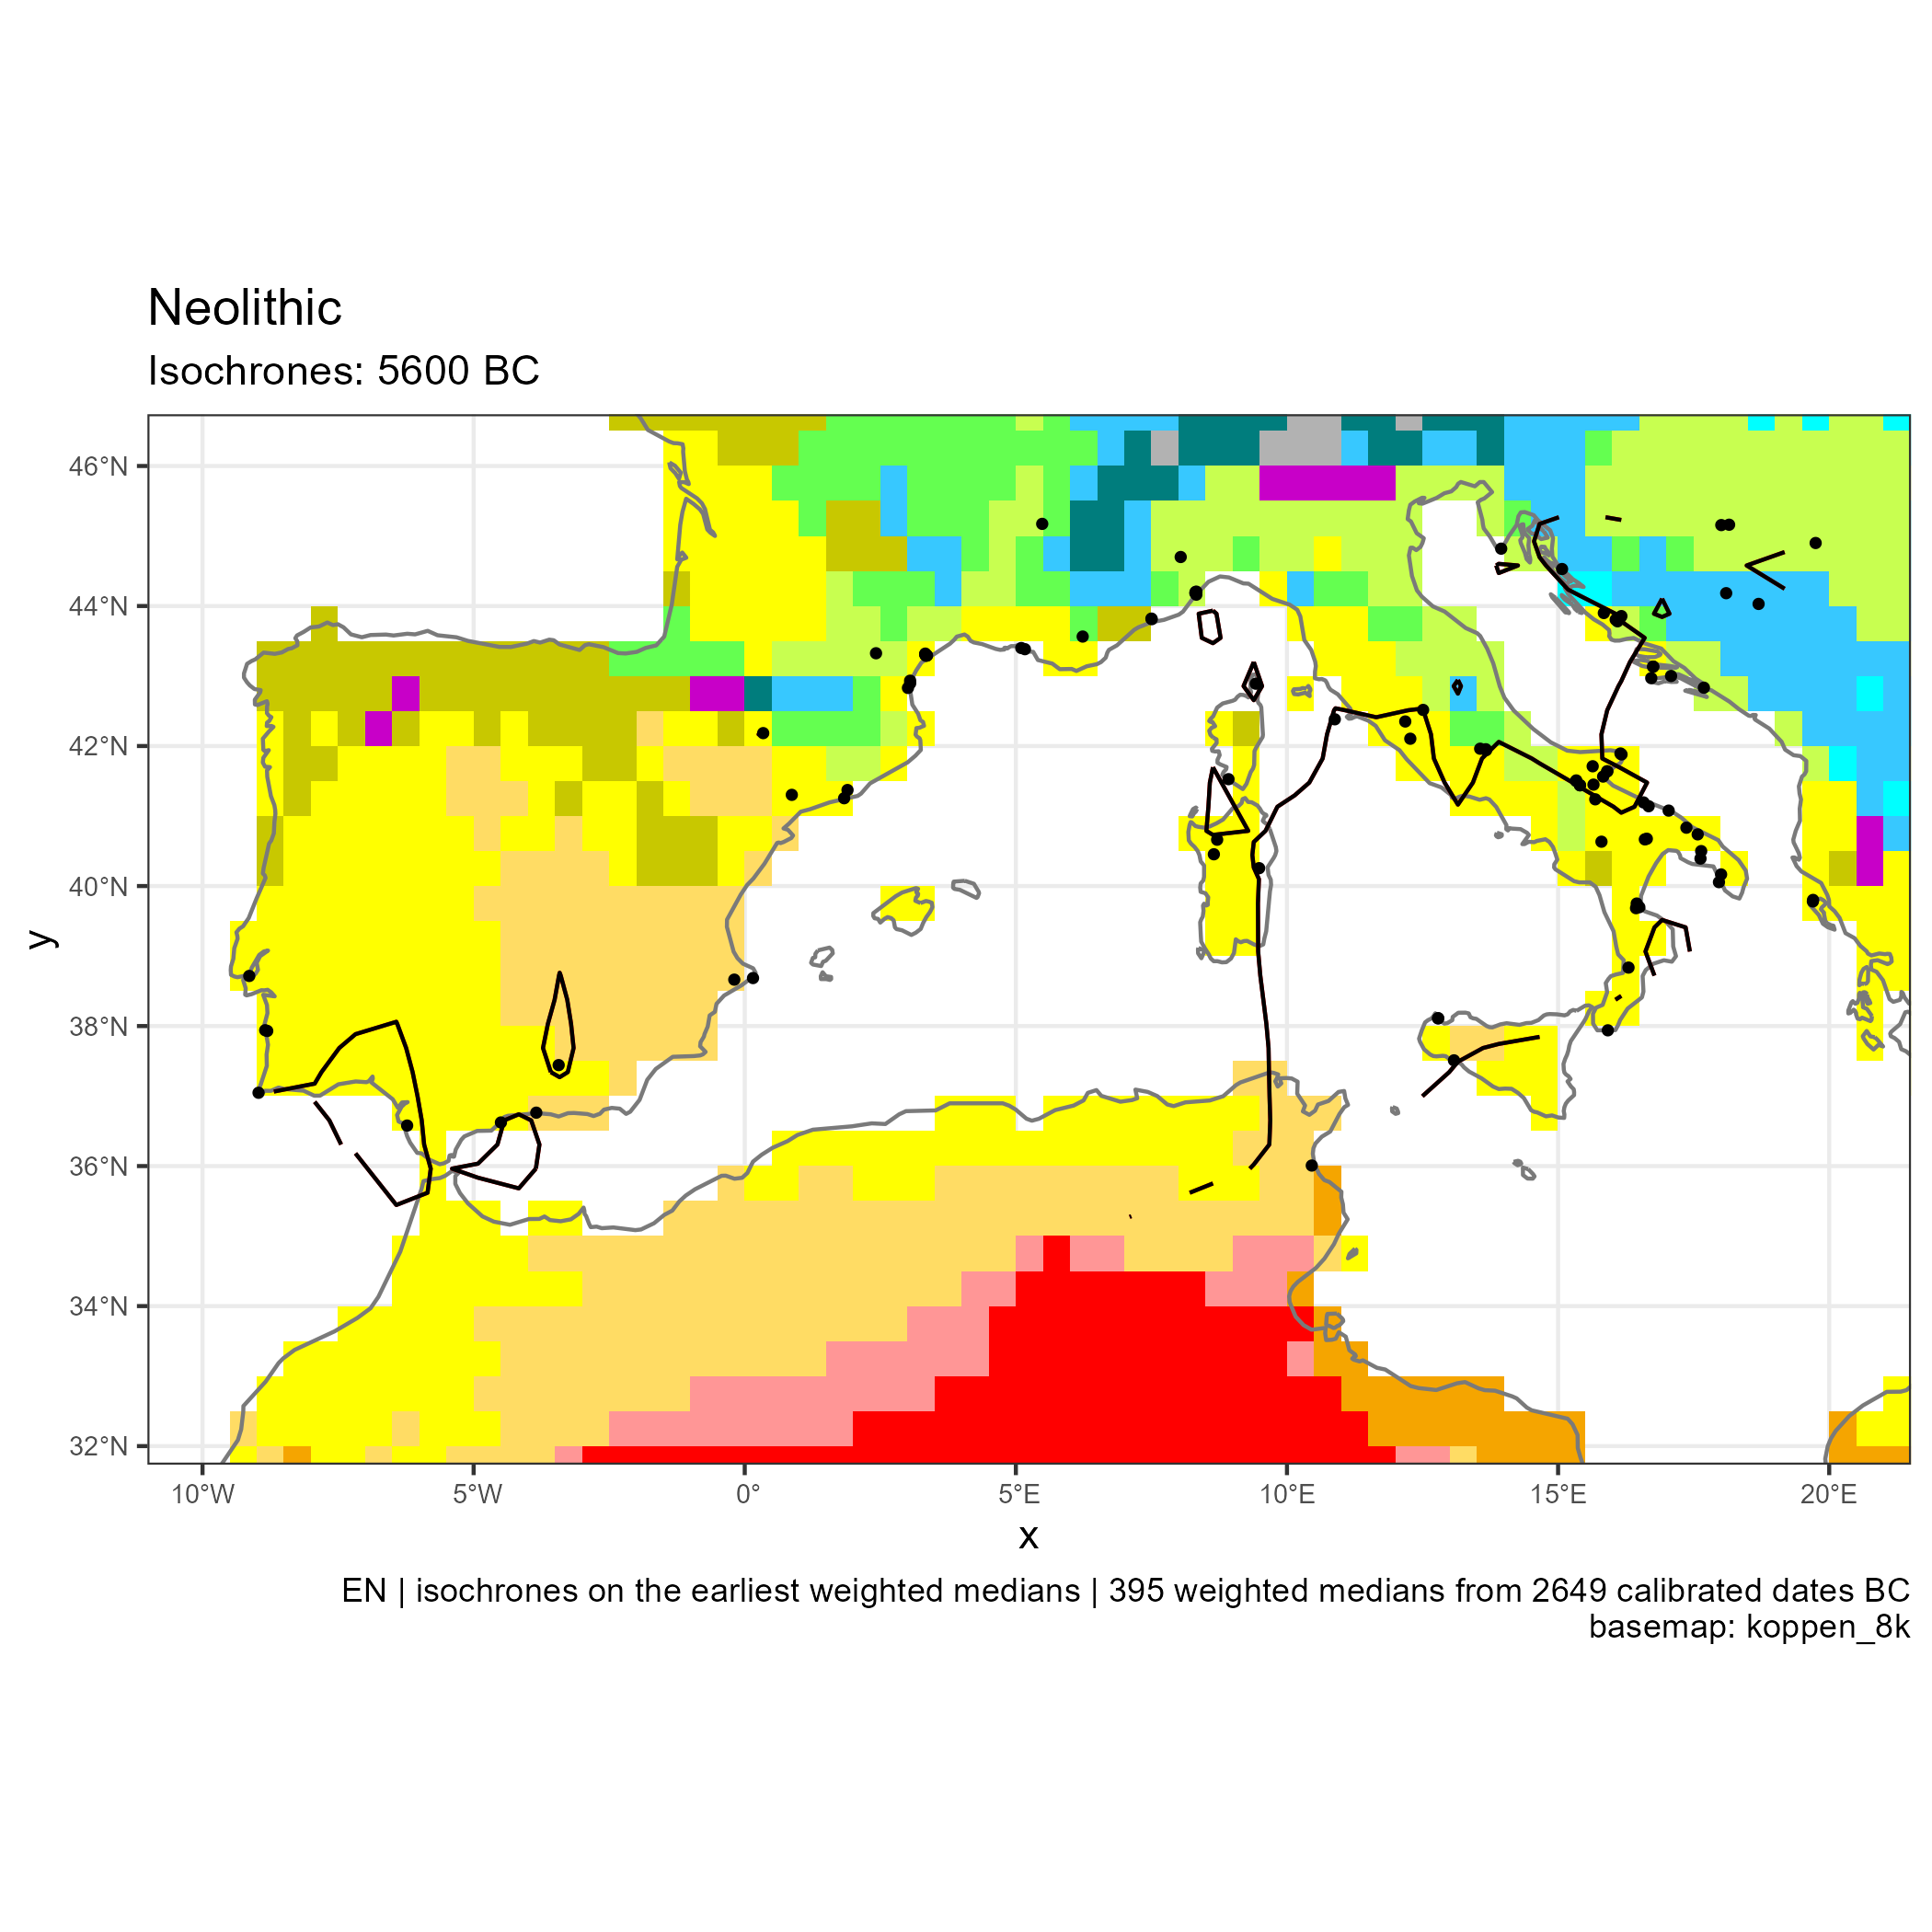 Neolithic
Isochrones: 5600 BC
46°N
44°N
42°N
40°N
38°N
36°N
34°N
32°N
y
10°W 5°W 0° 5°E 10°E 15°E 20°E
x
EN | isochrones on the earliest weighted medians | 395 weighted medians from 2649 calibrated dates BC
basemap: koppen_8k